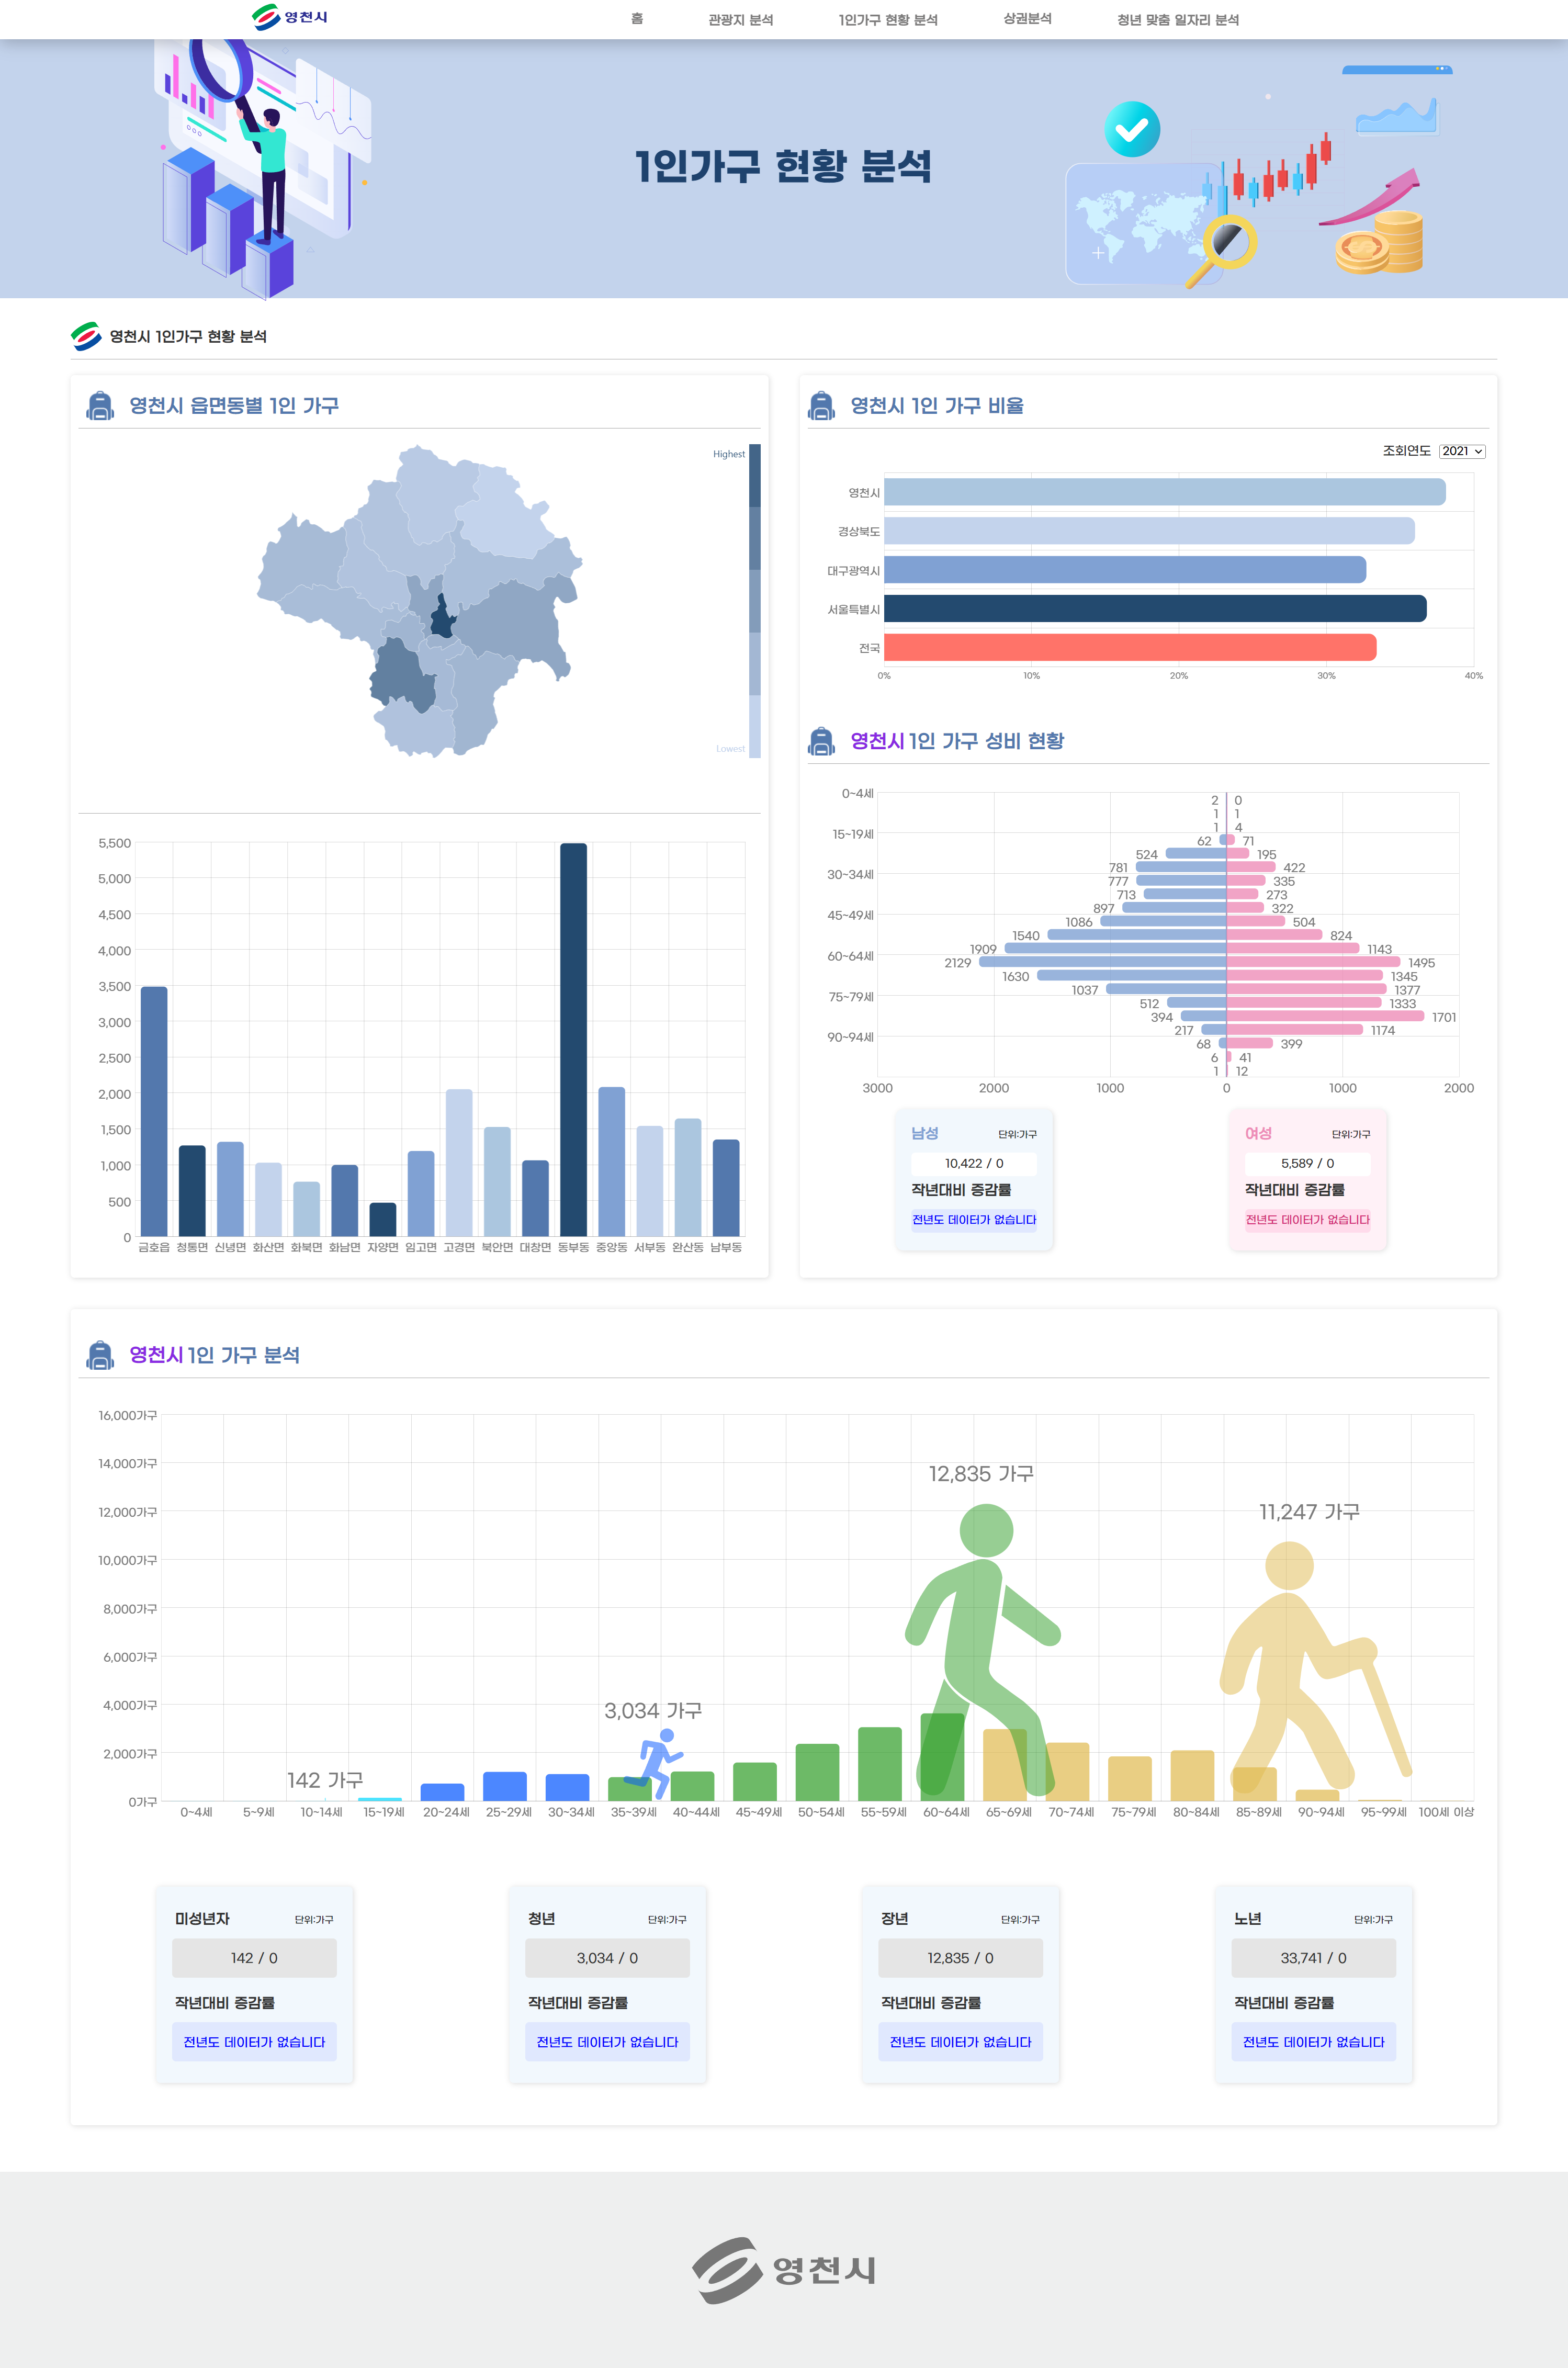 영천시
홈 관광지 분석 1인가구 현황 분석 상권분석 청년 맞춤 일자리 분석
1인가구 현황 분석
영천시 1인가구 현황 분석
영천시 읍면동별 1인 가구
Highest
Lowest
5,500
5,000
4,500
4,000
3,500
3,000
2,500
2,000
1,500
1,000
500
0
금호읍 청통면 신녕면 화산면 화북면 화남면 자양면 임고면 고경면 북안면 대창면 동부동 중앙동 서부동 완산동 남부동
영천시 1인 가구 비율
조회연도 2021
영천시
경상북도
대구광역시
서울특별시
전국
0% 10% 20% 30% 40%
영천시 1인 가구 성비 현황
0~4세 2 0
1 1
1 4
15~19세 62 71
524 195
781 422
30~34세 777 335
713 273
897 322
45~49세 1086 504
1540 824
1909 1143
60~64세 2129 1495
1630 1345
1037 1377
75~79세 512 1333
394 1701
217 1174
90~94세 68 399
6 41
1 12
3000 2000 1000 0 1000 2000
남성 단위:가구
10,422 / 0
작년대비 증감률
전년도 데이터가 없습니다
여성 단위:가구
5,589 / 0
작년대비 증감률
전년도 데이터가 없습니다
영천시 1인 가구 분석
16,000가구
14,000가구
12,000가구
10,000가구
8,000가구
6,000가구
4,000가구
2,000가구
0가구
142 가구
3,034 가구
12,835 가구
11,247 가구
0~4세 5~9세 10~14세 15~19세 20~24세 25~29세 30~34세 35~39세 40~44세 45~49세 50~54세 55~59세 60~64세 65~69세 70~74세 75~79세 80~84세 85~89세 90~94세 95~99세 100세 이상
미성년자 단위:가구
142 / 0
작년대비 증감률
전년도 데이터가 없습니다
청년 단위:가구
3,034 / 0
작년대비 증감률
전년도 데이터가 없습니다
장년 단위:가구
12,835 / 0
작년대비 증감률
전년도 데이터가 없습니다
노년 단위:가구
33,741 / 0
작년대비 증감률
전년도 데이터가 없습니다
영천시